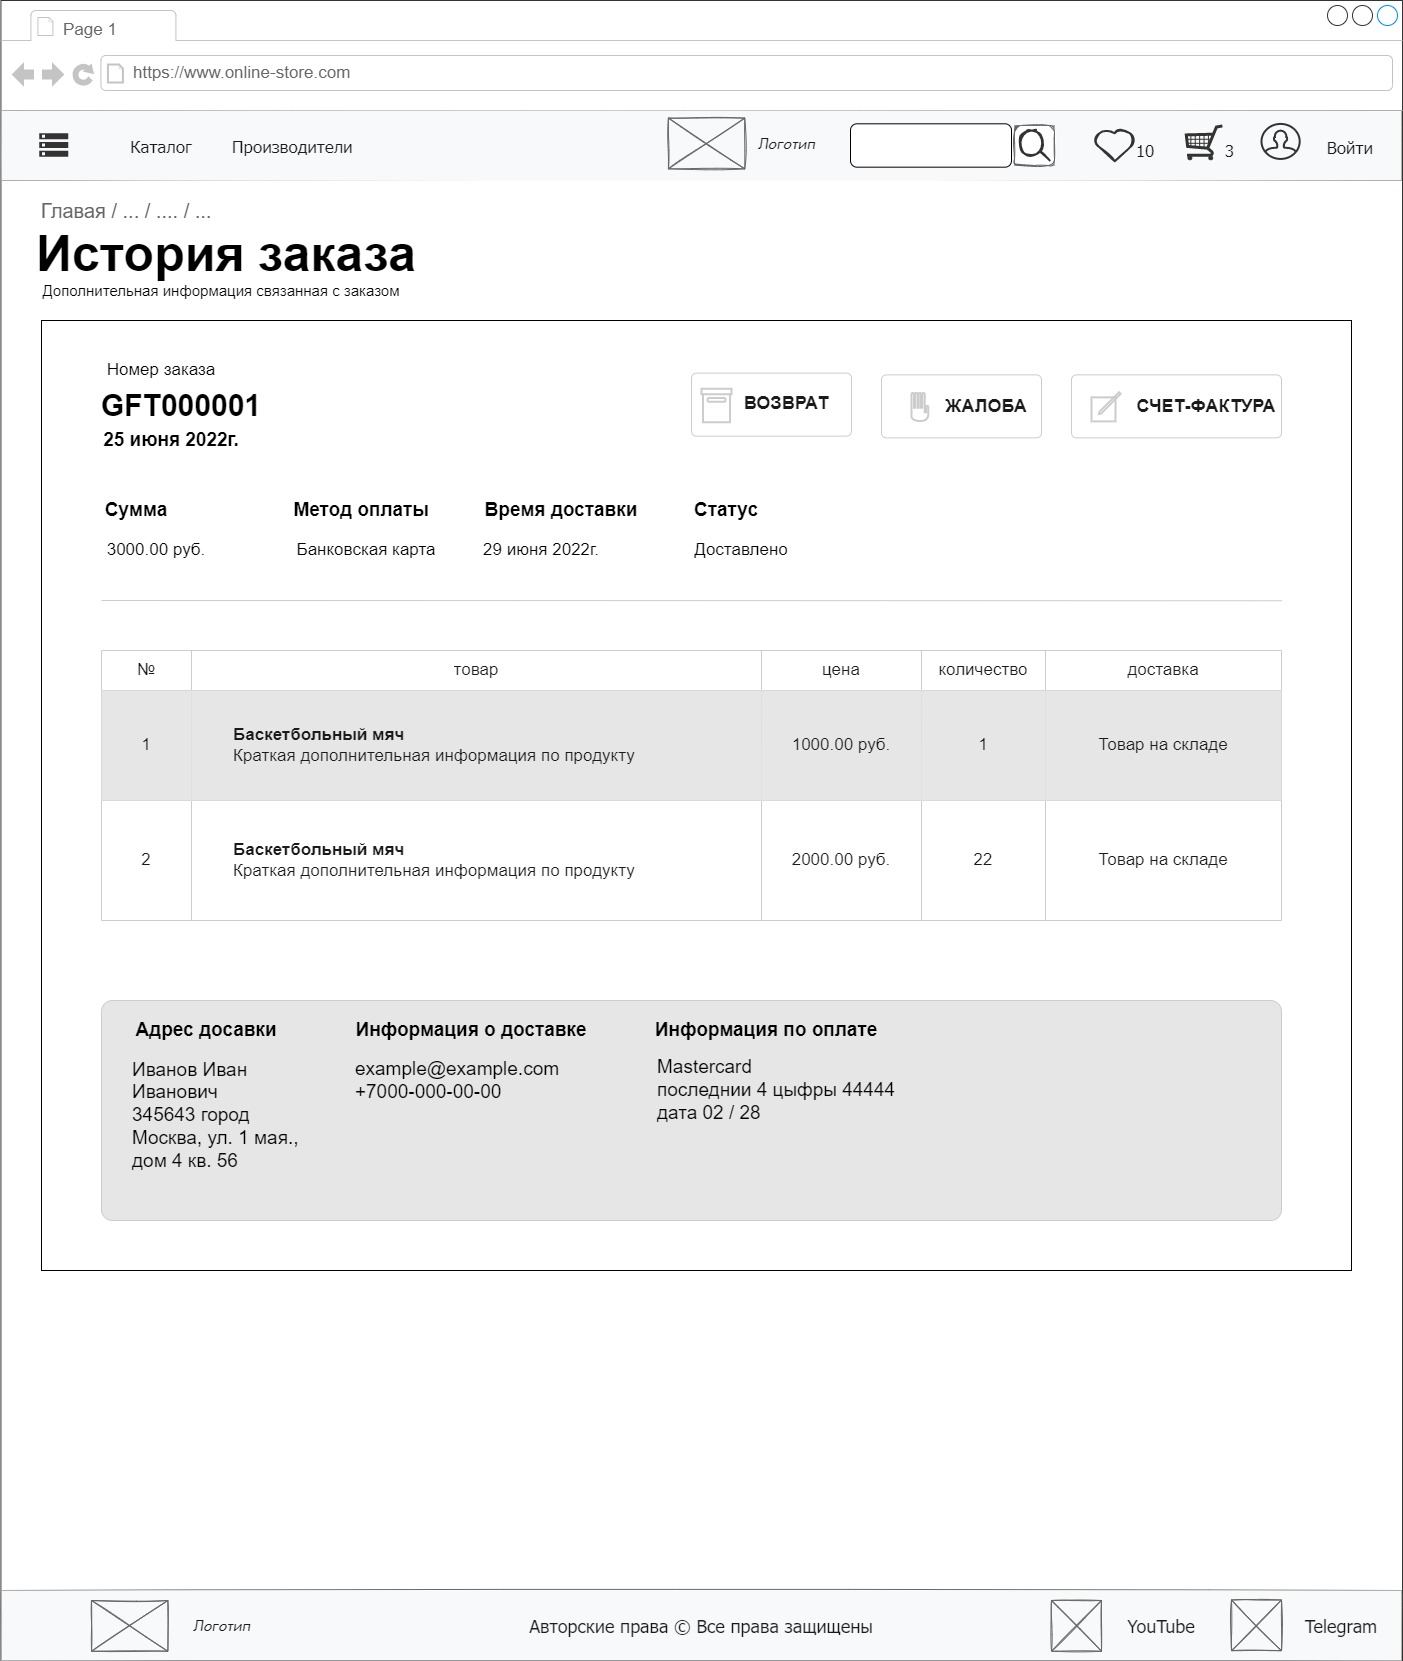 Page 1
https://www.online-store.com
Каталог
Производители
Логотип
10
3
Войти
Главая / ... / .... / ...
История заказа
Дополнительная информация связанная с заказом
Номер заказа
GFT000001
25 июня 2022г.
ВОЗВРАТ
ЖАЛОБА
СЧЕТ-ФАКТУРА
Сумма
Метод оплаты
Время доставки
Статус
3000.00 руб.
Банковская карта
29 июня 2022г.
Доставлено
№
товар
цена
количество
доставка
1
Баскетбольный мяч
Краткая дополнительная информация по продукту
1000.00 руб.
1
Товар на складе
2
Баскетбольный мяч
Краткая дополнительная информация по продукту
2000.00 руб.
22
Товар на складе
Адрес досавки
Иванов Иван
Иванович
345643 город
Москва, ул. 1 мая.,
дом 4 кв. 56
Информация о доставке
example@example.com
+7000-000-00-00
Информация по оплате
Mastercard
последнии 4 цыфры 44444
дата 02 / 28
Логотип
Авторские права © Все права защищены
YouTube
Telegram